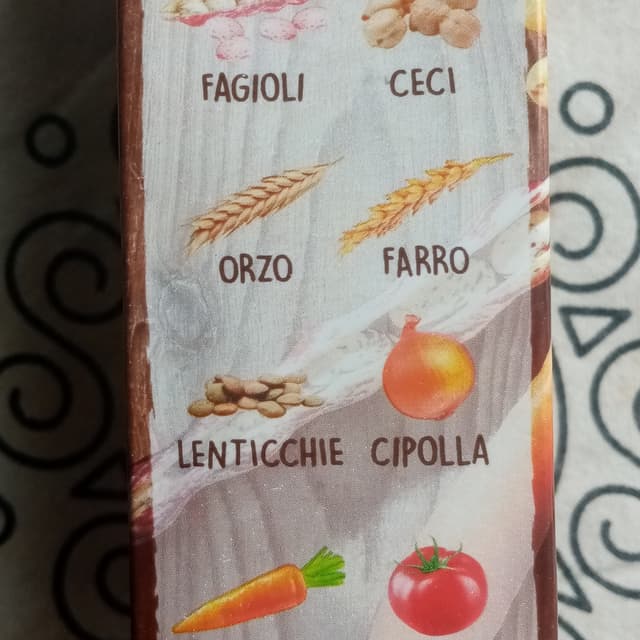 FAGIOLI CECI
ORZO FARRO
LENTICCHIE CIPOLLA